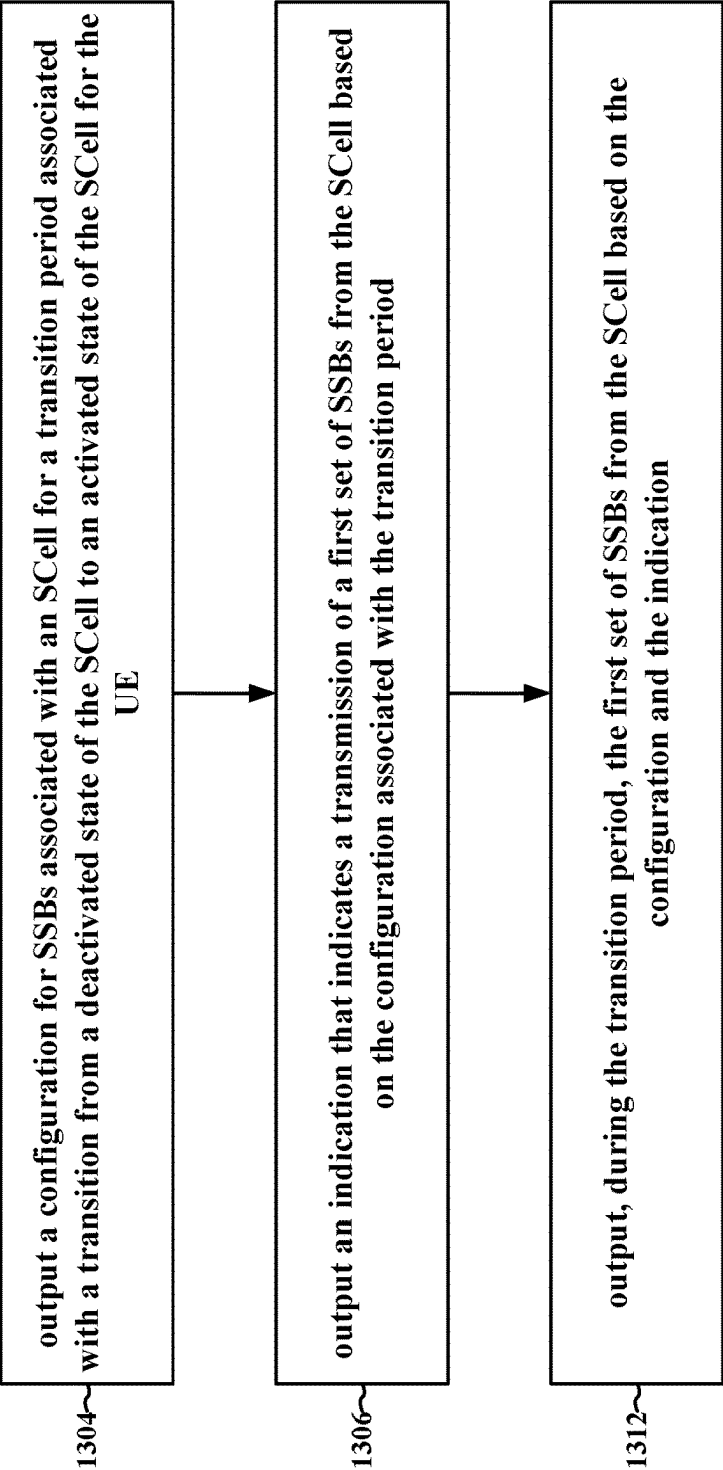 1304
output a configuration for SSBs associated with an SCell for a transition period associated
with a transition from a deactivated state of the SCell to an activated state of the SCell for the
UE
1306
output an indication that indicates a transmission of a first set of SSBs from the SCell based
on the configuration associated with the transition period
1312
output, during the transition period, the first set of SSBs from the SCell based on the
configuration and the indication